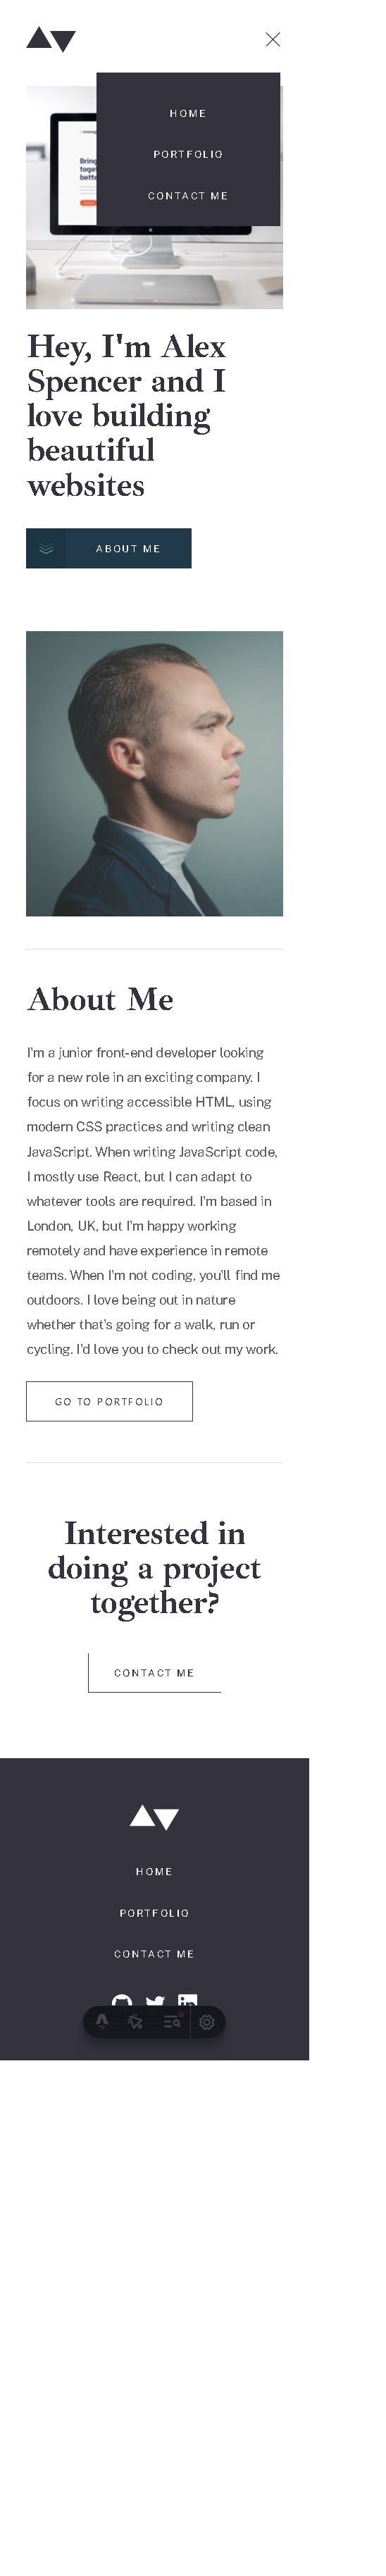 HOME
PORTFOLIO
CONTACT ME
Hey, I'm Alex
Spencer and I
love building
beautiful
websites
ABOUT ME
About Me
I'm a junior front-end developer looking
for a new role in an exciting company. I
focus on writing accessible HTML, using
modern CSS practices and writing clean
JavaScript. When writing JavaScript code,
I mostly use React, but I can adapt to
whatever tools are required. I'm based in
London, UK, but I'm happy working
remotely and have experience in remote
teams. When I'm not coding, you'll find me
outdoors. I love being out in nature
whether that's going for a walk, run or
cycling. I'd love you to check out my work.
GO TO PORTFOLIO
Interested in
doing a project
together?
CONTACT ME
HOME
PORTFOLIO
CONTACT ME